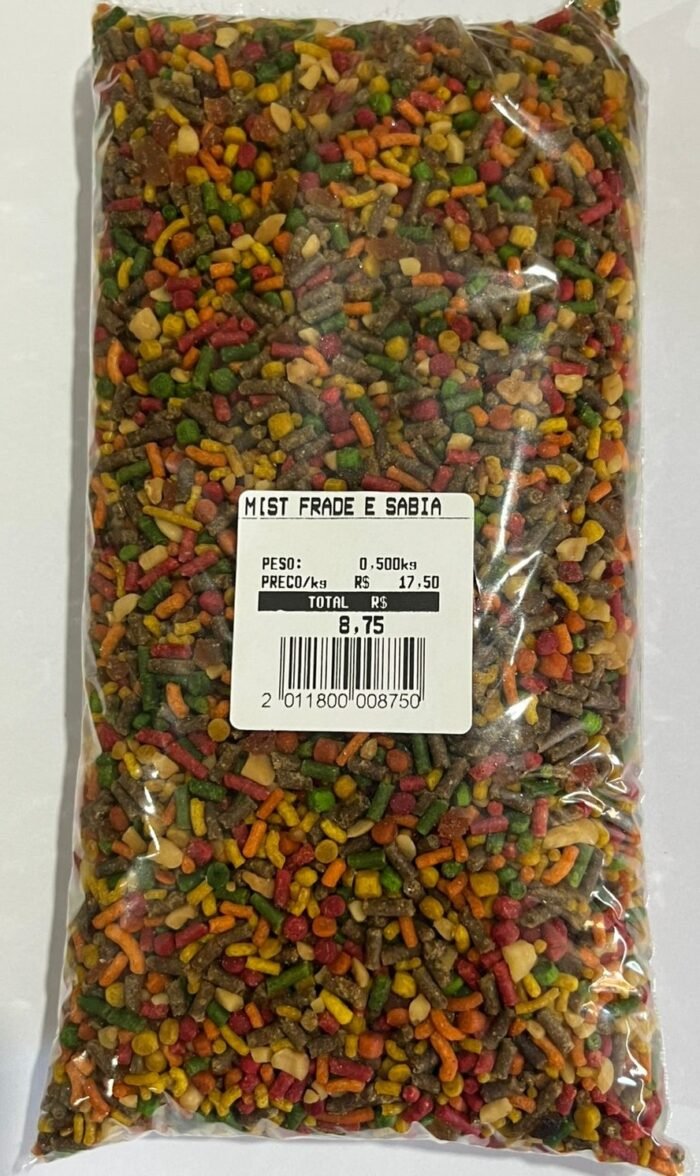 MIST FRADE E SABIA
PESO: 0,500kg
PRECO/kg R$ 17,50
TOTAL R$
8,75
2 011800 008750